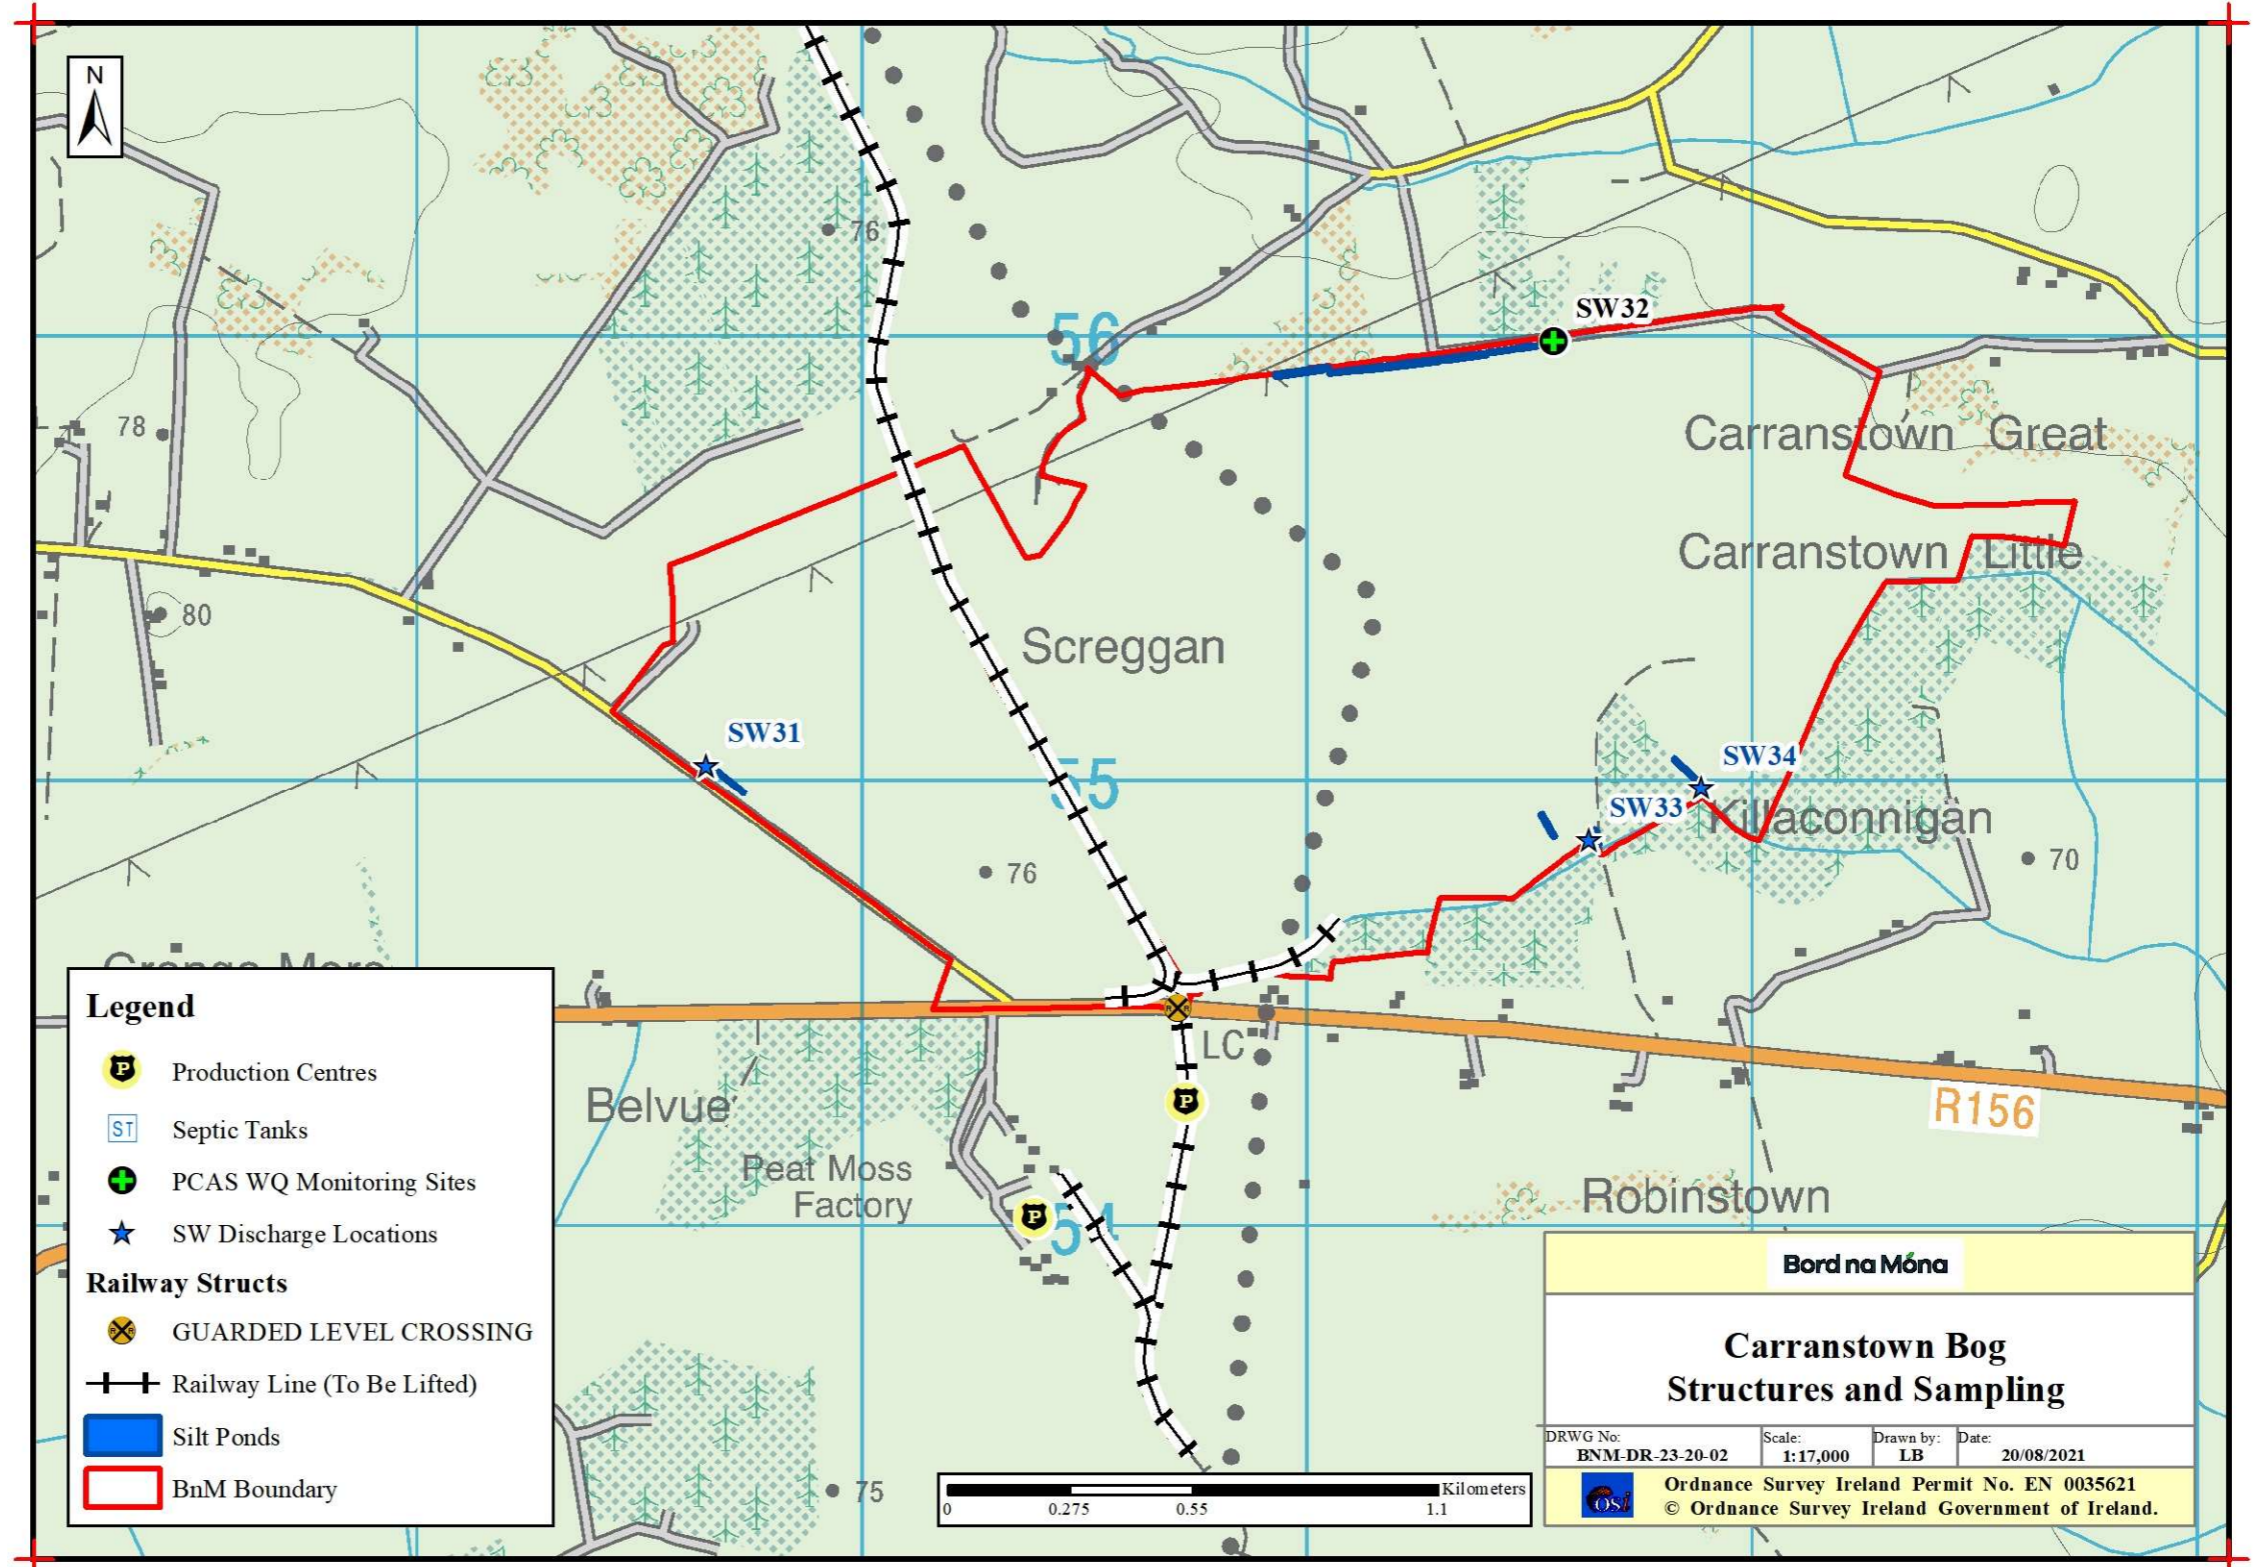 N
76
56
SW32
78
Carranstown Great
Carranstown Little
80
Screggan
SW31
55
SW34
SW33
Killaconnigan
76
70
LC
Belvue
R156
Peat Moss
Factory
54
Robinstown
75
Legend
P Production Centres
ST Septic Tanks
PCAS WQ Monitoring Sites
SW Discharge Locations
Railway Structs
GUARDED LEVEL CROSSING
Railway Line (To Be Lifted)
Silt Ponds
BnM Boundary
Kilometers
0 0.275 0.55 1.1
Bord na Móna
Carranstown Bog
Structures and Sampling
DRWG No: Scale: Drawn by: Date:
BNM-DR-23-20-02 1:17,000 LB 20/08/2021
osi
Ordnance Survey Ireland Permit No. EN 0035621
© Ordnance Survey Ireland Government of Ireland.